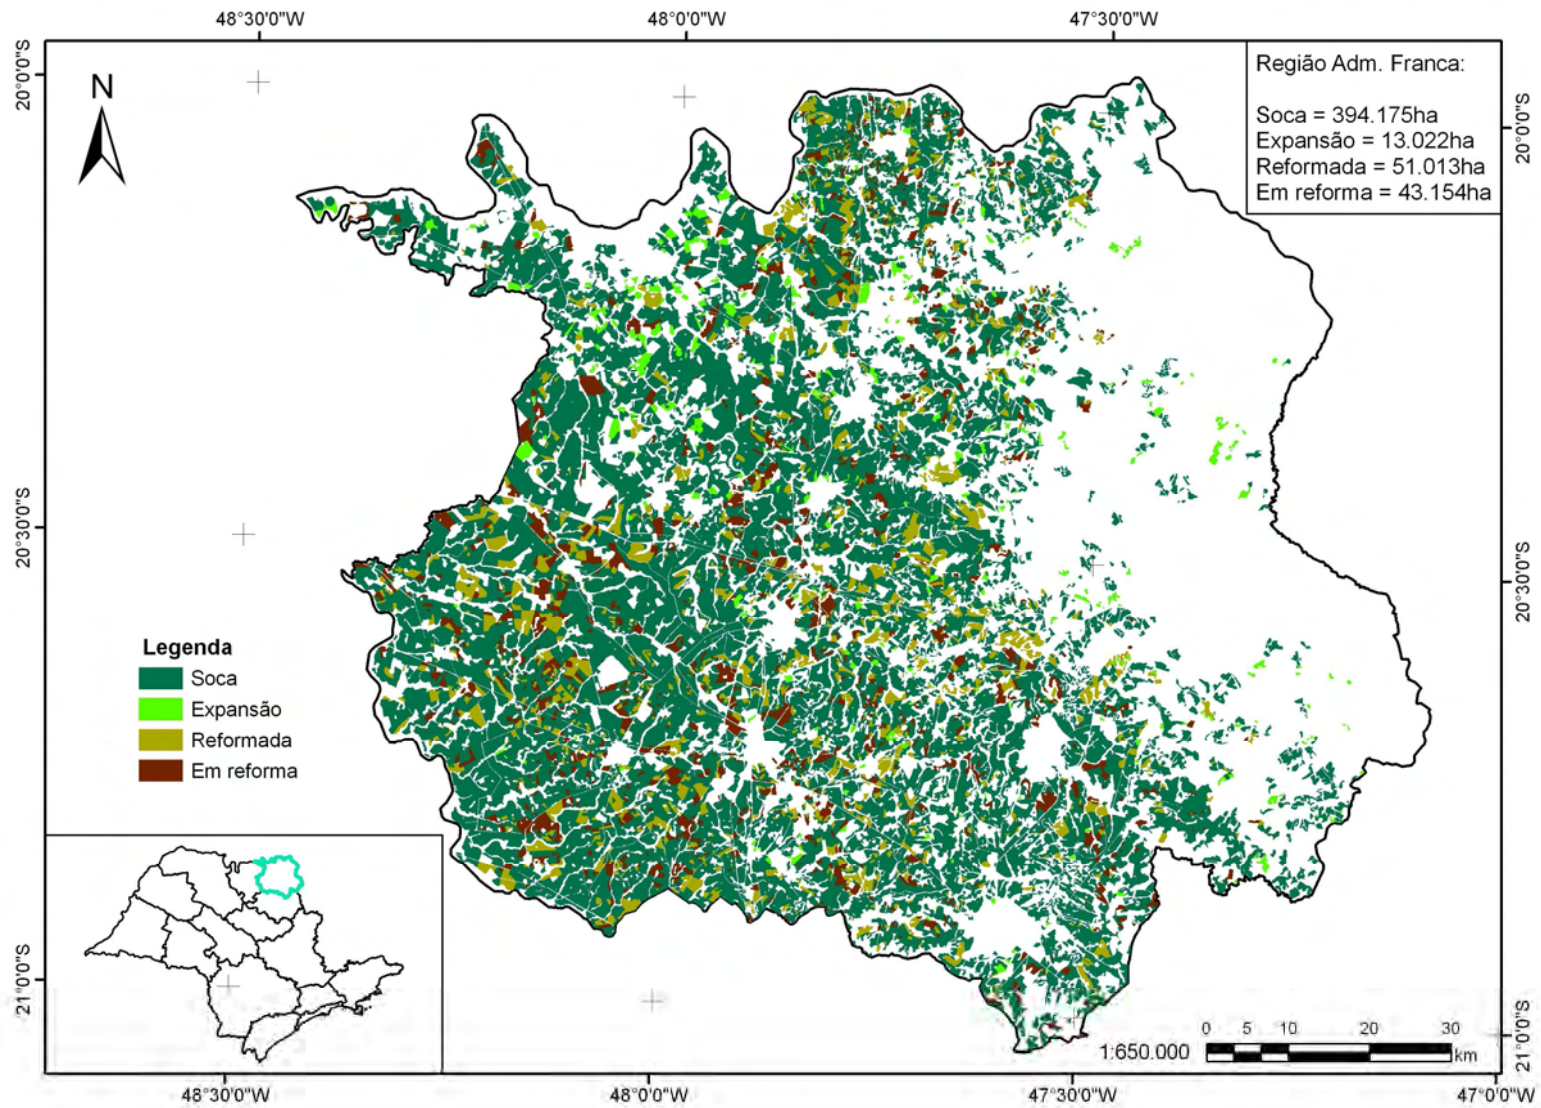 48°30'0"W
48°0'0"W
47°30'0"W
20°0'0"S
N
Região Adm. Franca:
Soca = 394.175ha
Expansão = 13.022ha
Reformada = 51.013ha
Em reforma = 43.154ha
20°0'0"S
20°30'0"S
20°30'0"S
Legenda
Soca
Expansão
Reformada
Em reforma
21°0'0"S
21°0'0"S
0 5 10 20 30
1:650.000
km
48°30'0"W
48°0'0"W
47°30'0"W
47°0'0"W